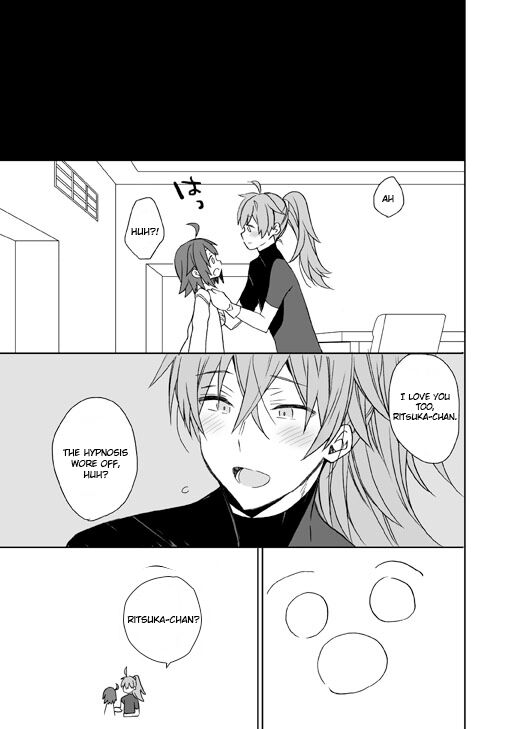 AH
はっ
HUH?!
I LOVE YOU
TOO,
RITSUKA-CHAN.
THE HYPNOSIS
WORE OFF,
HUH?
RITSUKA-CHAN?